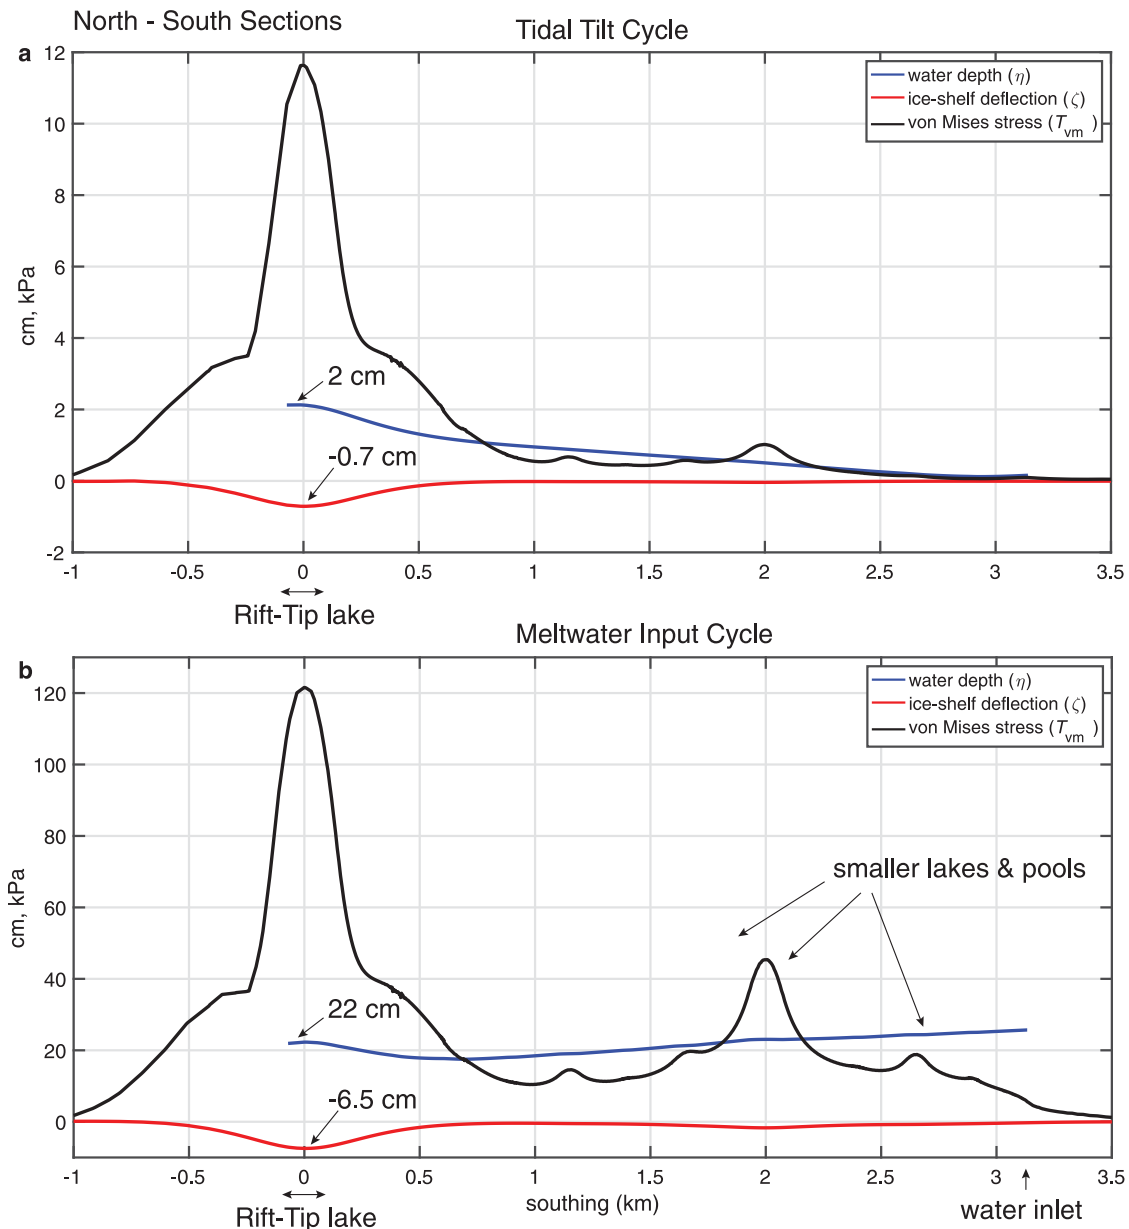 North - South Sections
Tidal Tilt Cycle
a
12
10
8
6
4
2
0
-2
cm, kPa
water depth (η)
ice-shelf deflection (ζ)
von Mises stress (T_vm )
2 cm
-0.7 cm
-1
-0.5
0
0.5
1
1.5
2
2.5
3
3.5
Rift-Tip lake
Meltwater Input Cycle
b
120
100
80
60
40
20
0
cm, kPa
water depth (η)
ice-shelf deflection (ζ)
von Mises stress (T_vm )
smaller lakes & pools
22 cm
-6.5 cm
-1
-0.5
0
0.5
1
1.5
2
2.5
3
3.5
Rift-Tip lake
southing (km)
water inlet